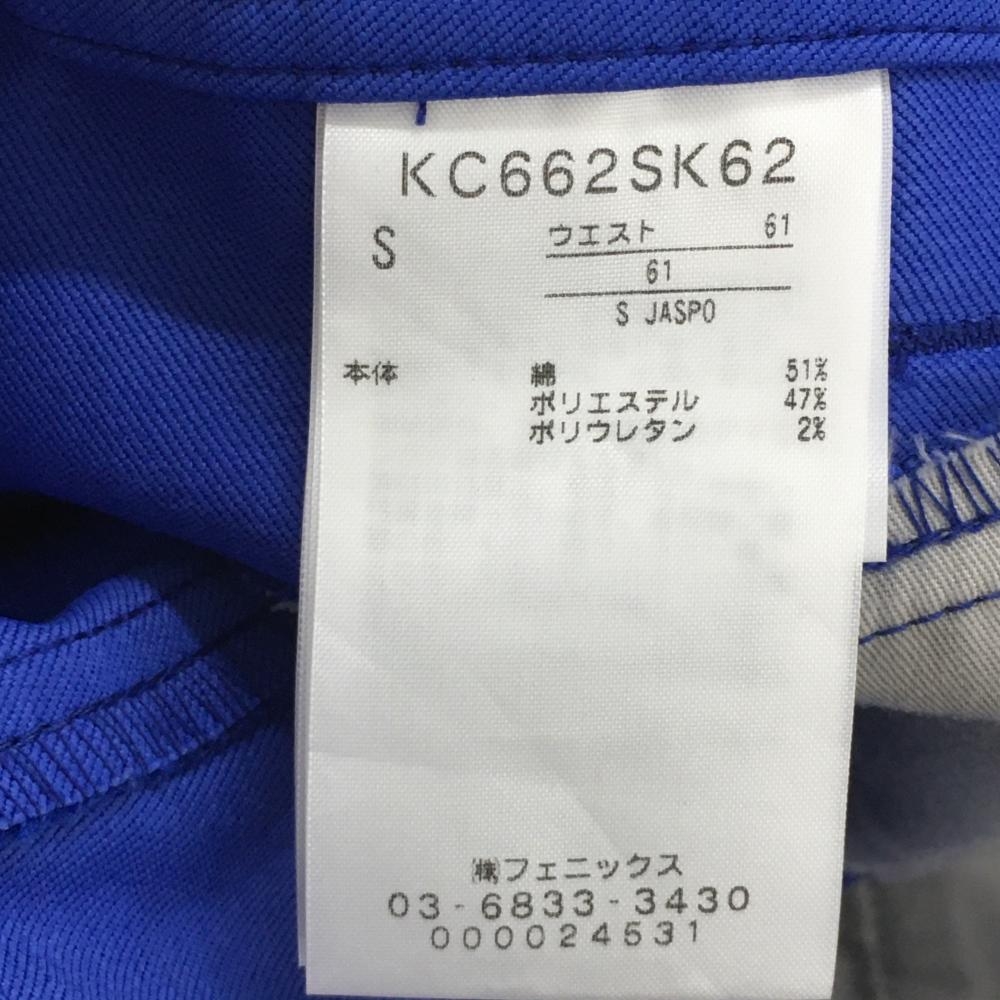 KC662SK62
S
ウエスト 61
61
S JASPO
本体 綿 51%
ポリエステル 47%
ポリウレタン 2%
㈱フェニックス
03-6833-3430
000024531